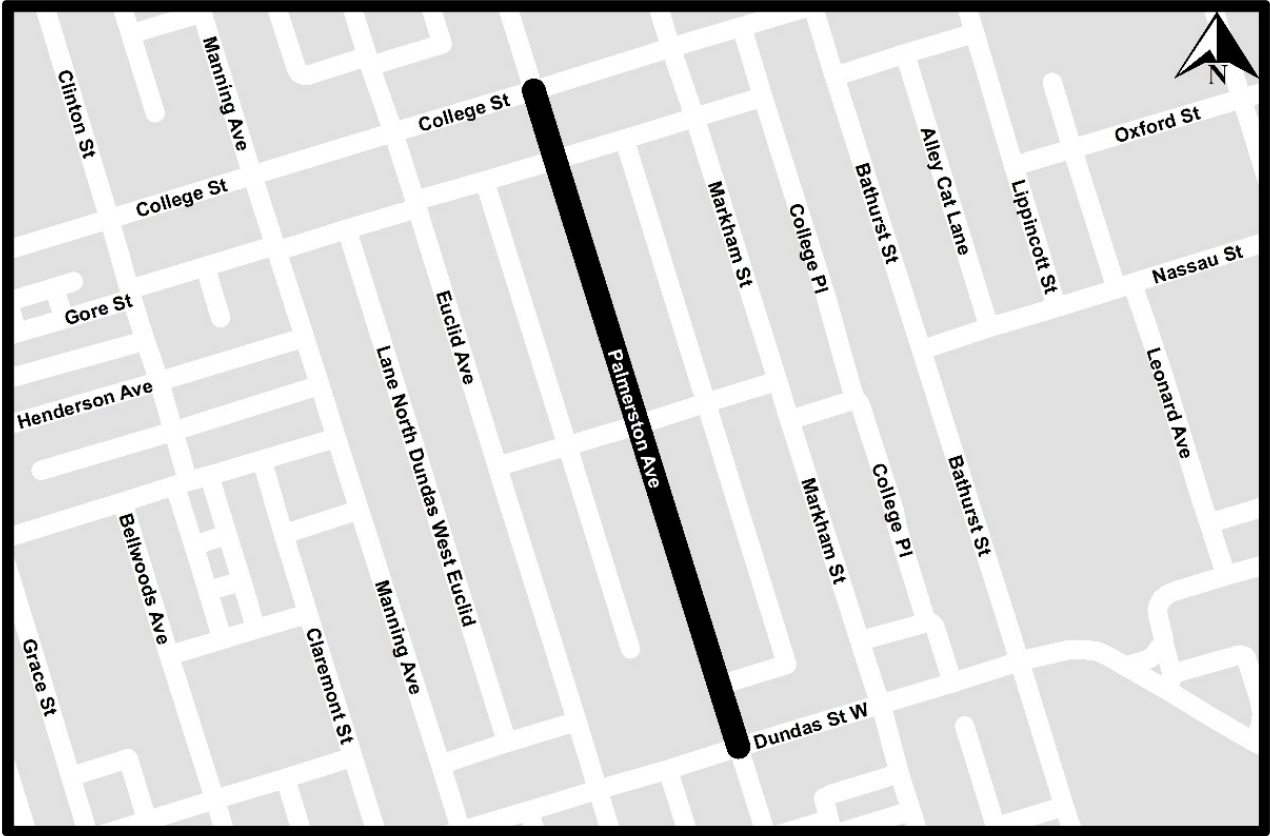 N
Clinton St
Manning Ave
College St
College St
Oxford St
Alley Cat Lane
Bathurst St
Lippincott St
Markham St
College Pl
Nassau St
Gore St
Euclid Ave
Henderson Ave
Lane North Dundas West Euclid
Palmerston Ave
Leonard Ave
Bathurst St
College Pl
Markham St
Bellwoods Ave
Manning Ave
Claremont St
Grace St
Dundas St W